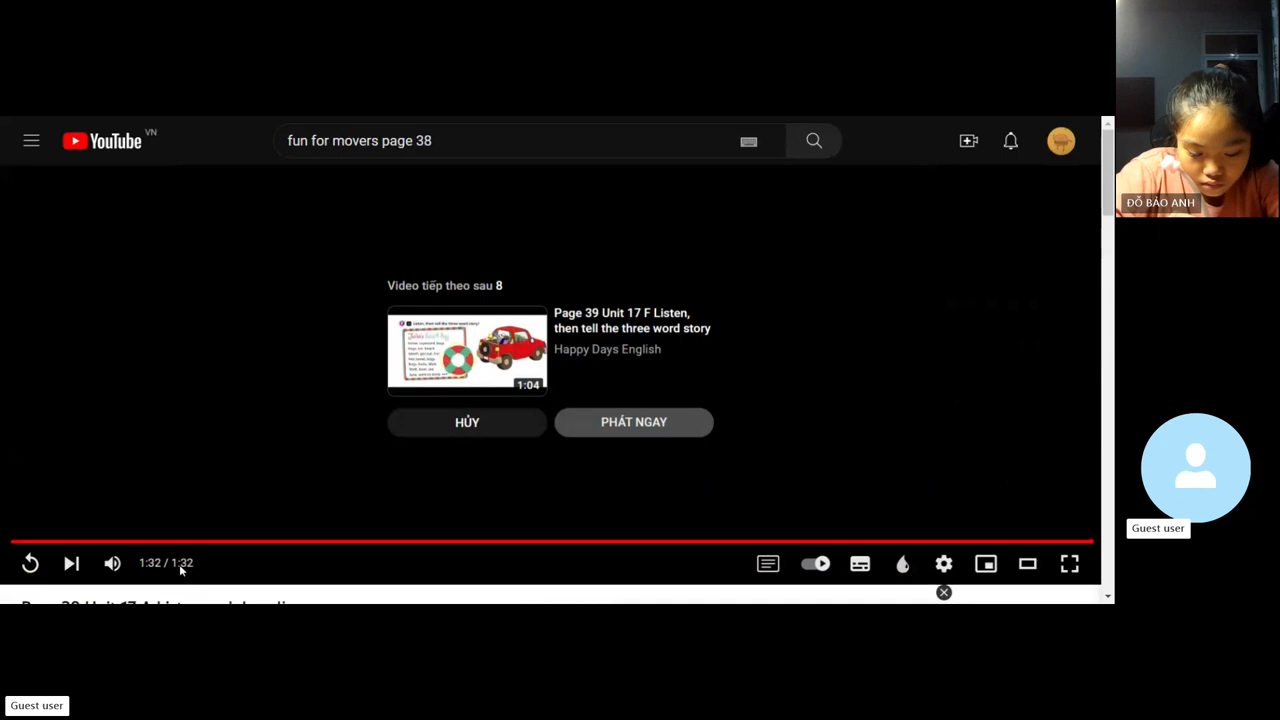 YouTube VN
fun for movers page 38
ĐỖ BẢO ANH
Video tiếp theo sau 8
Page 39 Unit 17 F Listen,
then tell the three word story
Happy Days English
1:04
HỦY
PHÁT NGAY
Guest user
1:32 / 1:32
Guest user